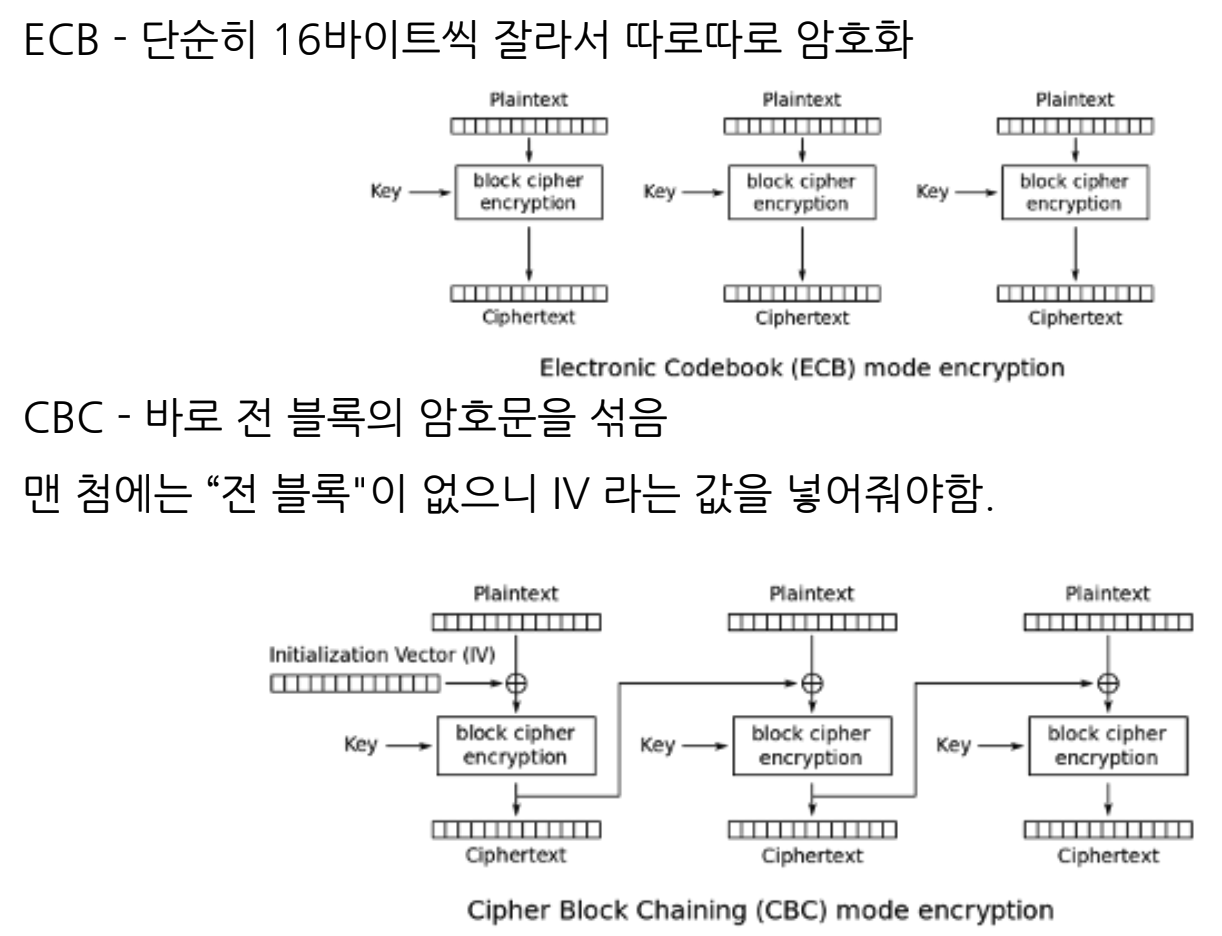 ECB - 단순히 16바이트씩 잘라서 따로따로 암호화
Plaintext Plaintext Plaintext
Key block cipher encryption Key block cipher encryption Key block cipher encryption
Ciphertext Ciphertext Ciphertext
Electronic Codebook (ECB) mode encryption
CBC - 바로 전 블록의 암호문을 섞음
맨 첨에는 “전 블록"이 없으니 IV 라는 값을 넣어줘야함.
Plaintext Plaintext Plaintext
Initialization Vector (IV)
Key block cipher encryption Key block cipher encryption Key block cipher encryption
Ciphertext Ciphertext Ciphertext
Cipher Block Chaining (CBC) mode encryption